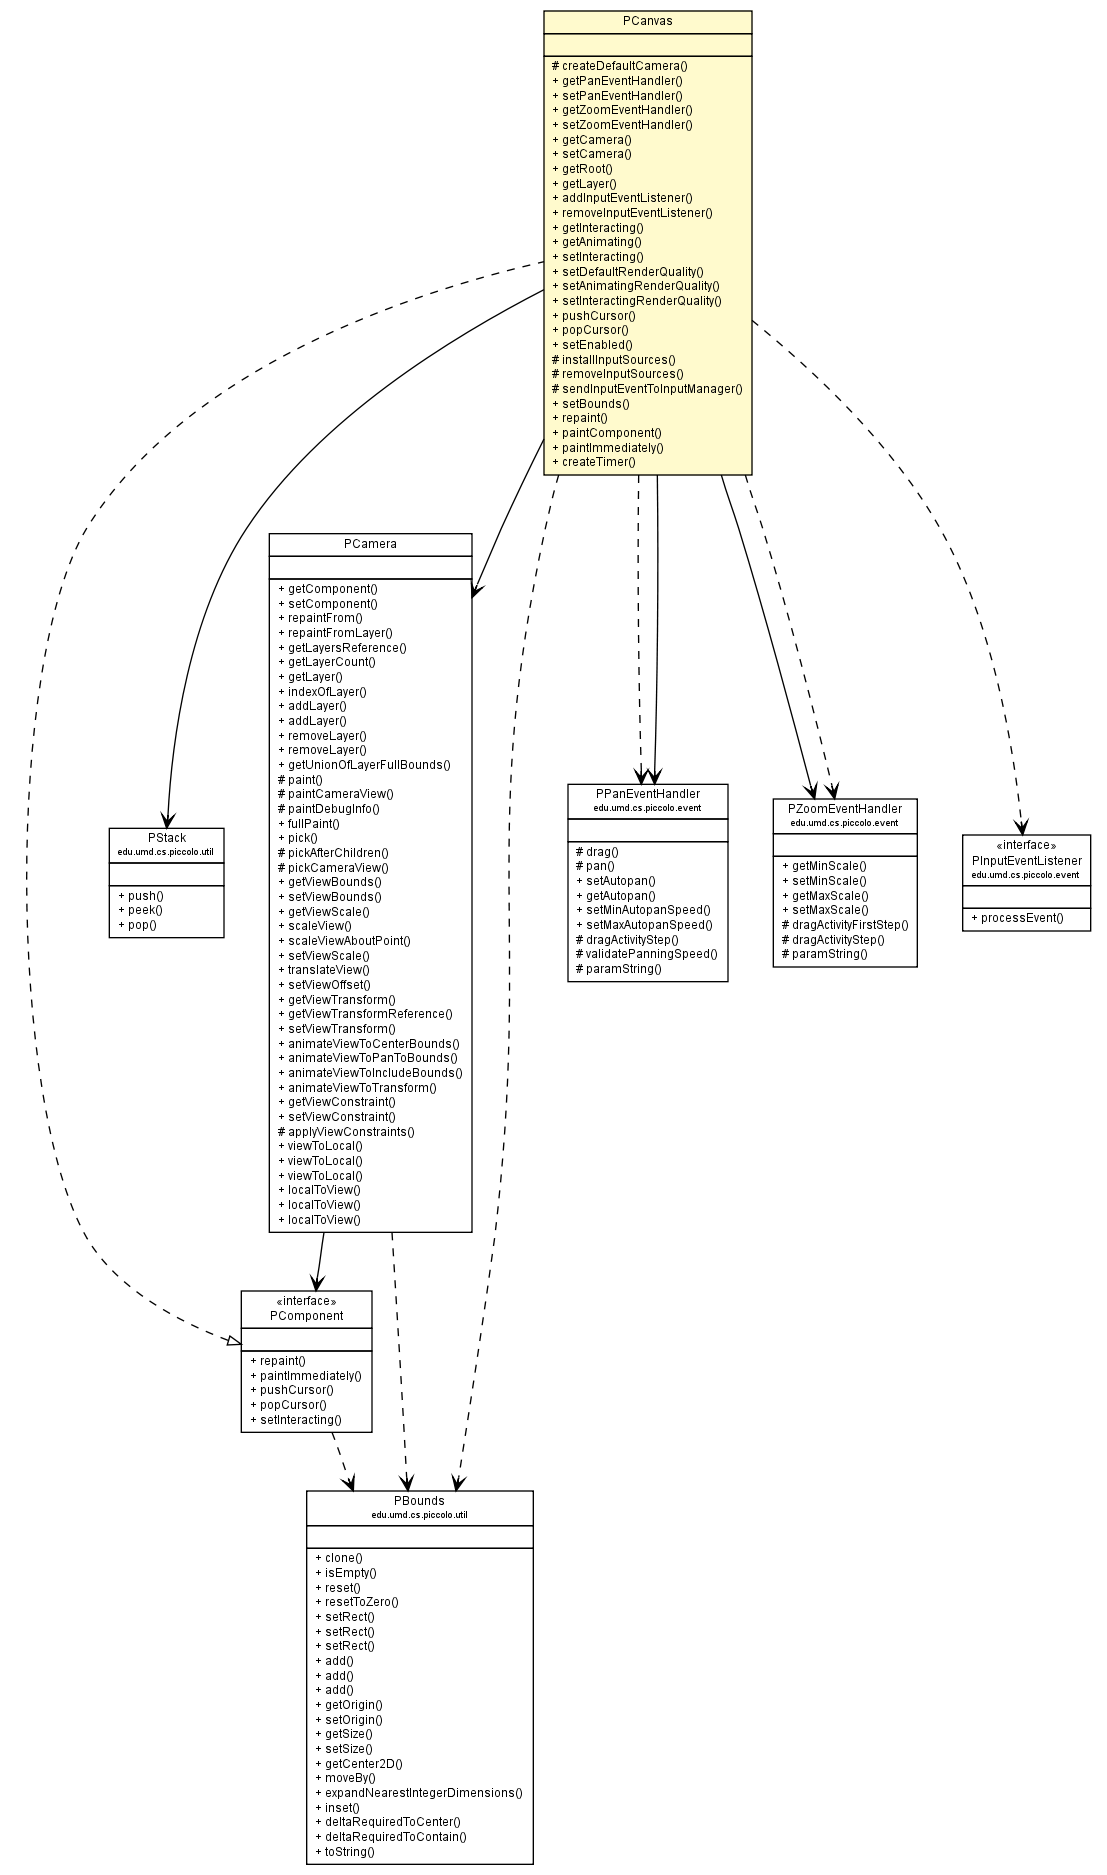 PCanvas
# createDefaultCamera()
+ getPanEventHandler()
+ setPanEventHandler()
+ getZoomEventHandler()
+ setZoomEventHandler()
+ getCamera()
+ setCamera()
+ getRoot()
+ getLayer()
+ addInputEventListener()
+ removeInputEventListener()
+ getInteracting()
+ getAnimating()
+ setInteracting()
+ setDefaultRenderQuality()
+ setAnimatingRenderQuality()
+ setInteractingRenderQuality()
+ pushCursor()
+ popCursor()
+ setEnabled()
# installInputSources()
# removeInputSources()
# sendInputEventToInputManager()
+ setBounds()
+ repaint()
+ paintComponent()
+ paintImmediately()
+ createTimer()
PCamera
+ getComponent()
+ setComponent()
+ repaintFrom()
+ repaintFromLayer()
+ getLayersReference()
+ getLayerCount()
+ getLayer()
+ indexOfLayer()
+ addLayer()
+ addLayer()
+ removeLayer()
+ removeLayer()
+ getUnionOfLayerFullBounds()
# paint()
# paintCameraView()
# paintDebugInfo()
+ fullPaint()
+ pick()
# pickAfterChildren()
# pickCameraView()
+ getViewBounds()
+ setViewBounds()
+ getViewScale()
+ scaleView()
+ scaleViewAboutPoint()
+ setViewScale()
+ translateView()
+ setViewOffset()
+ getViewTransform()
+ getViewTransformReference()
+ setViewTransform()
+ animateViewToCenterBounds()
+ animateViewToPanToBounds()
+ animateViewToIncludeBounds()
+ animateViewToTransform()
+ getViewConstraint()
+ setViewConstraint()
# applyViewConstraints()
+ viewToLocal()
+ viewToLocal()
+ viewToLocal()
+ localToView()
+ localToView()
+ localToView()
PStack
edu.umd.cs.piccolo.util
+ push()
+ peek()
+ pop()
PPanEventHandler
edu.umd.cs.piccolo.event
# drag()
# pan()
+ setAutopan()
+ getAutopan()
+ setMinAutopanSpeed()
+ setMaxAutopanSpeed()
# dragActivityStep()
# validatePanningSpeed()
# paramString()
PZoomEventHandler
edu.umd.cs.piccolo.event
+ getMinScale()
+ setMinScale()
+ getMaxScale()
+ setMaxScale()
# dragActivityFirstStep()
# dragActivityStep()
# paramString()
«interface»
PInputEventListener
edu.umd.cs.piccolo.event
+ processEvent()
«interface»
PComponent
+ repaint()
+ paintImmediately()
+ pushCursor()
+ popCursor()
+ setInteracting()
PBounds
edu.umd.cs.piccolo.util
+ clone()
+ isEmpty()
+ reset()
+ resetToZero()
+ setRect()
+ setRect()
+ setRect()
+ add()
+ add()
+ add()
+ getOrigin()
+ setOrigin()
+ getSize()
+ setSize()
+ getCenter2D()
+ moveBy()
+ expandNearestIntegerDimensions()
+ inset()
+ deltaRequiredToCenter()
+ deltaRequiredToContain()
+ toString()